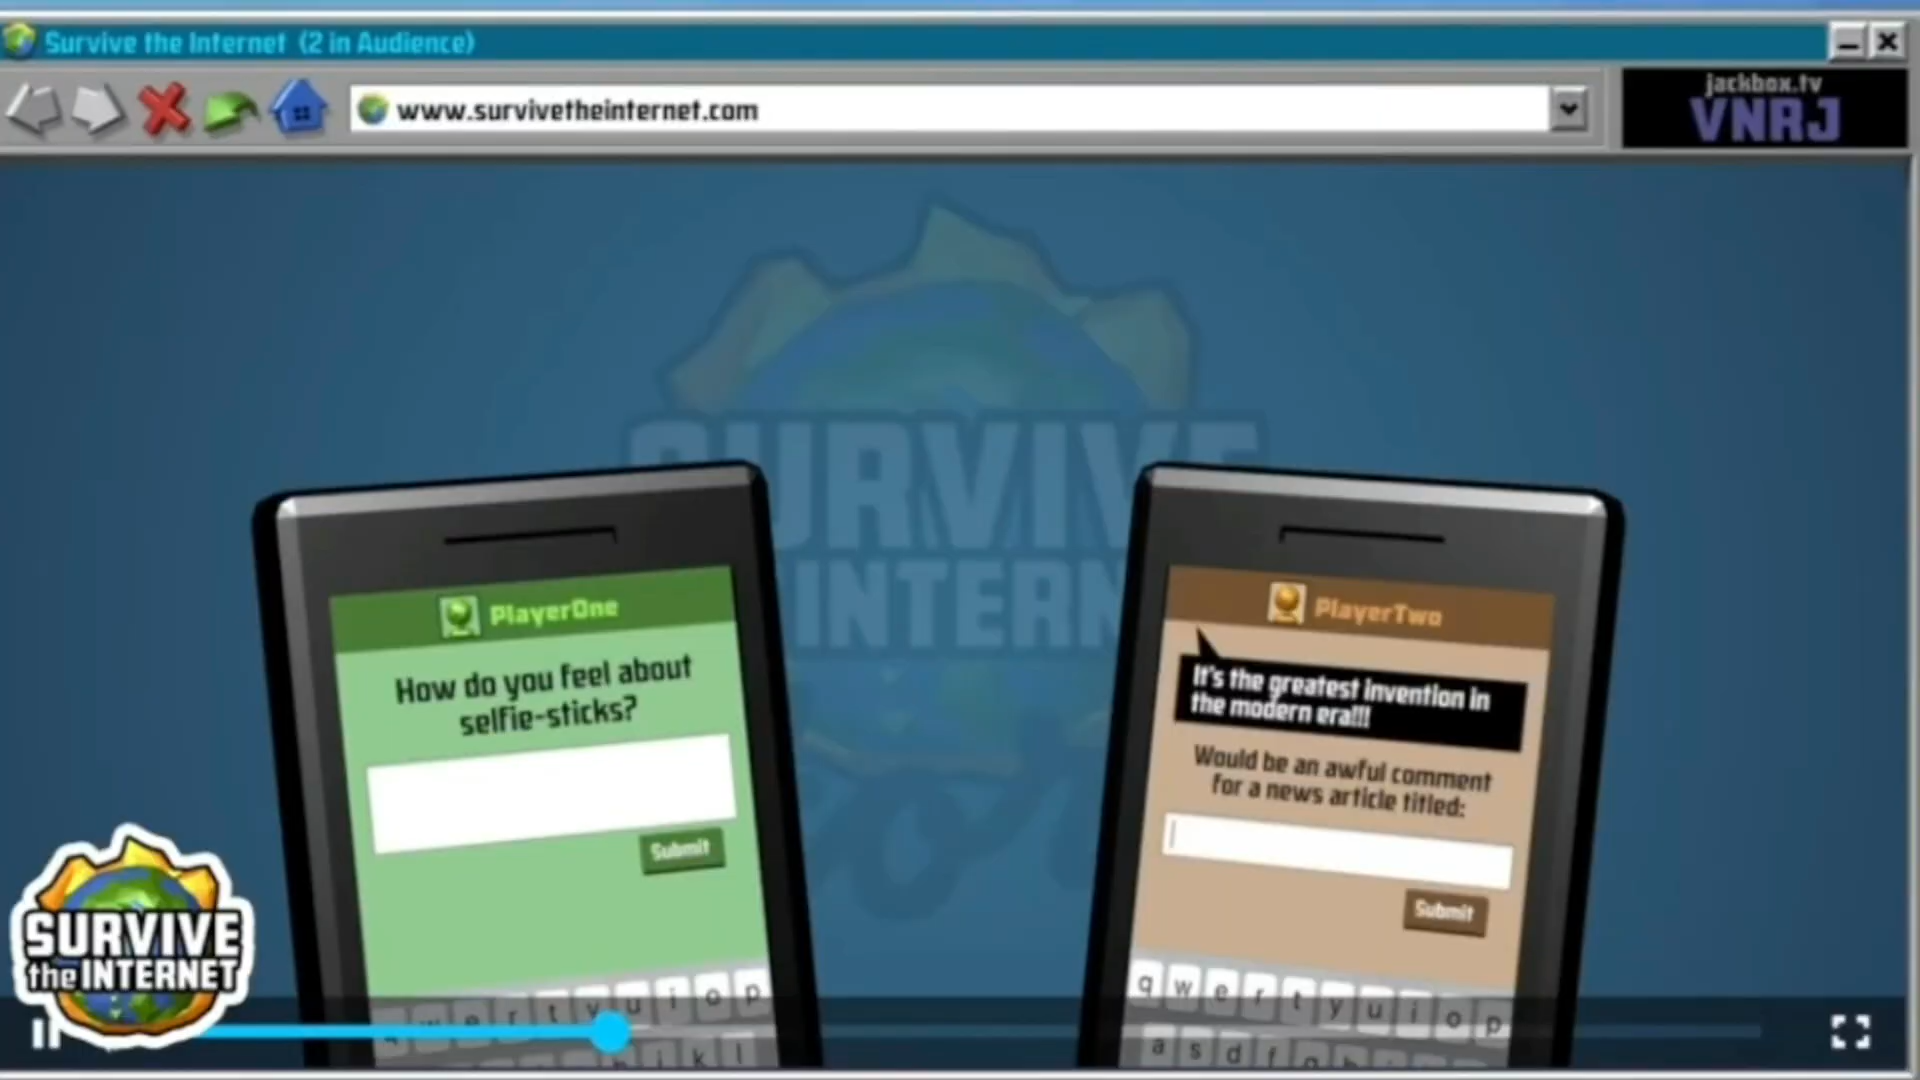 Survive the Internet (2 in Audience)
www.survivetheinternet.com
jackbox.tv
VNRJ
SURVIVE
INTERN
PlayerOne
How do you feel about
selfie-sticks?
Submit
q w e r t y u i o p
j k l
PlayerTwo
It's the greatest invention in
the modern era!!!
Would be an awful comment
for a news article titled:
Submit
q w e r t y u i o p
a s d f g h
SURVIVE
the INTERNET